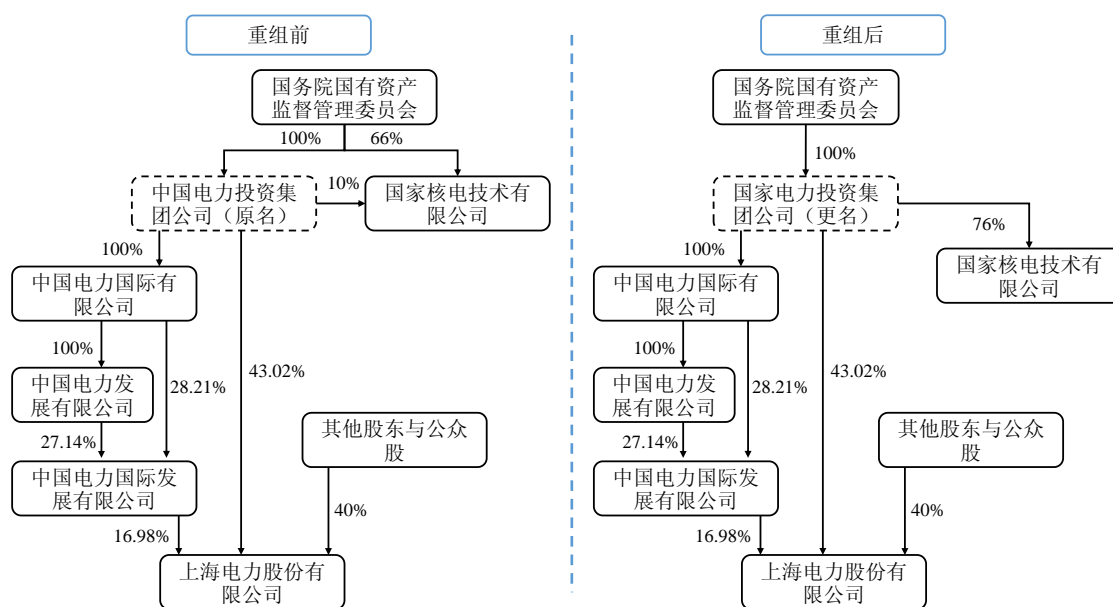 重组前
国务院国有资产
监督管理委员会
100%
66%
中国电力投资集
团公司（原名）
10%
国家核电技术有
限公司
100%
中国电力国际有
限公司
100%
28.21%
43.02%
中国电力发
展有限公司
27.14%
其他股东与公众
股
中国电力国际发
展有限公司
16.98%
40%
上海电力股份有
限公司
重组后
国务院国有资产
监督管理委员会
100%
国家电力投资集
团公司（更名）
76%
国家核电技术有
限公司
100%
中国电力国际有
限公司
100%
28.21%
43.02%
中国电力发
展有限公司
27.14%
其他股东与公众
股
中国电力国际发
展有限公司
16.98%
40%
上海电力股份有
限公司